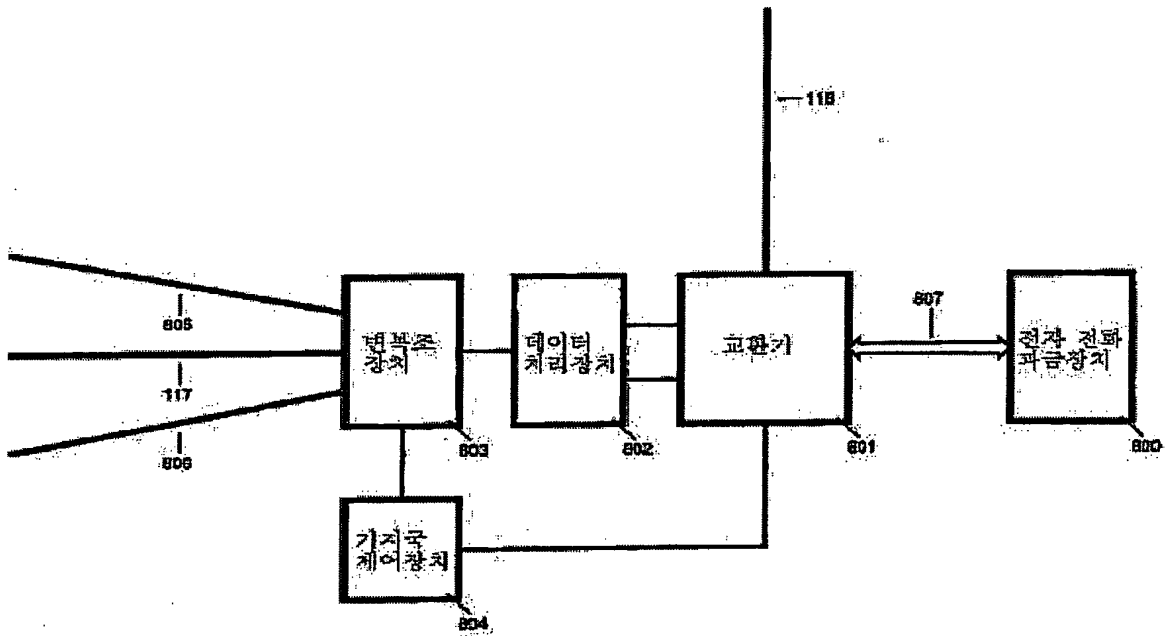 118
805
117
806
변복조
장치
803
데이터
처리장치
802
교환기
801
807
전자 전화
과금장치
800
기지국
제어장치
804